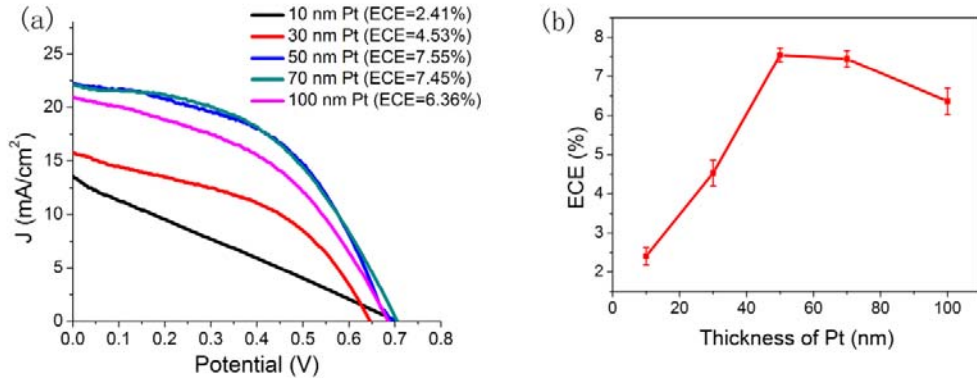 (a)
10 nm Pt (ECE=2.41%)
30 nm Pt (ECE=4.53%)
50 nm Pt (ECE=7.55%)
70 nm Pt (ECE=7.45%)
100 nm Pt (ECE=6.36%)
J (mA/cm²)
25
20
15
10
5
0
0.0 0.1 0.2 0.3 0.4 0.5 0.6 0.7 0.8
Potential (V)
(b)
ECE (%)
8
7
6
5
4
3
2
0 20 40 60 80 100
Thickness of Pt (nm)